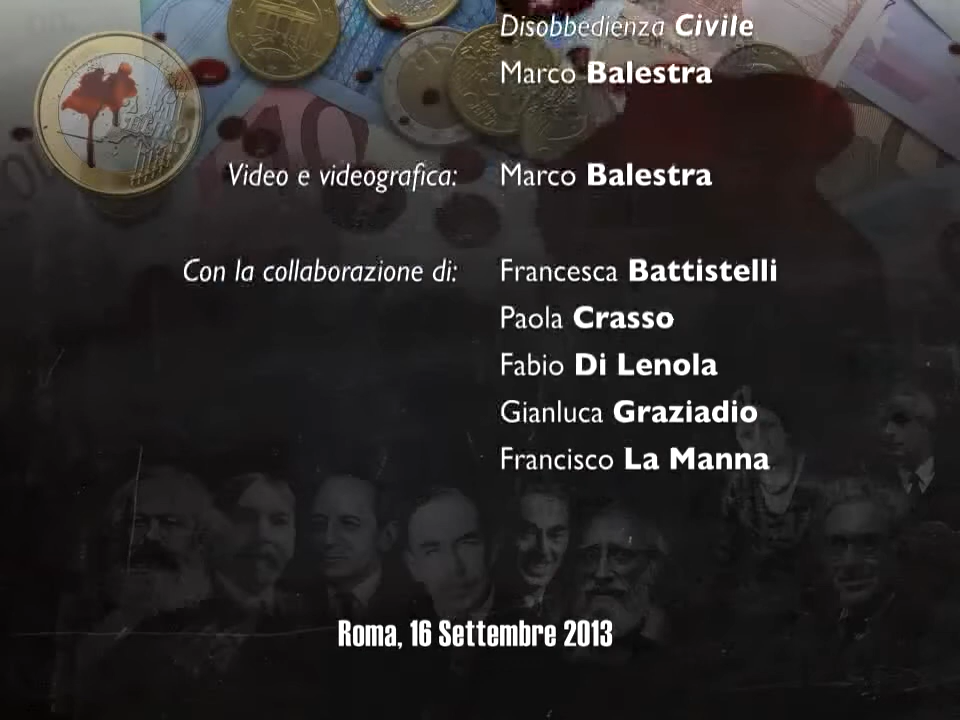 Disobbedienza Civile
Marco Balestra
Video e videografica: Marco Balestra
Con la collaborazione di: Francesca Battistelli
Paola Crasso
Fabio Di Lenola
Gianluca Graziadio
Francisco La Manna
Roma, 16 Settembre 2013